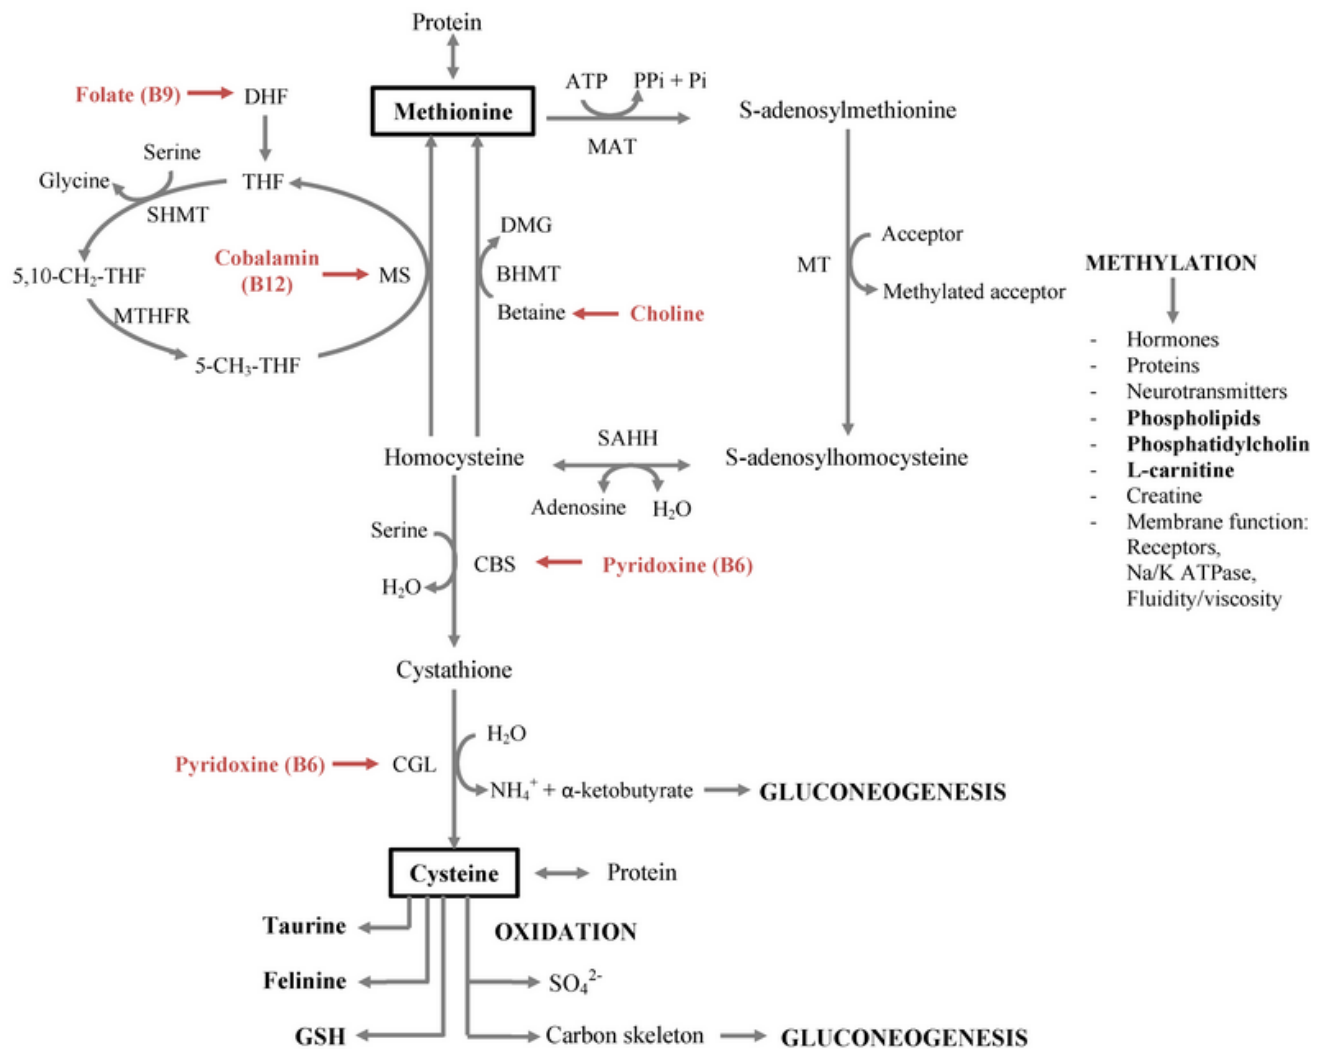 Protein
Methionine
ATP
PPi + Pi
MAT
S-adenosylmethionine
Folate (B9)
DHF
Serine
Glycine
THF
SHMT
5,10-CH₂-THF
MTHFR
5-CH₃-THF
Cobalamin
(B12)
MS
DMG
BHMT
Betaine
Choline
MT
Acceptor
Methylated acceptor
METHYLATION
- Hormones
- Proteins
- Neurotransmitters
- Phospholipids
- Phosphatidylcholin
- L-carnitine
- Creatine
- Membrane function:
Receptors,
Na/K ATPase,
Fluidity/viscosity
Homocysteine
SAHH
Adenosine
H₂O
S-adenosylhomocysteine
Serine
H₂O
CBS
Pyridoxine (B6)
Cystathione
Pyridoxine (B6)
CGL
H₂O
NH₄⁺ + α-ketobutyrate
GLUCONEOGENESIS
Cysteine
Protein
Taurine
OXIDATION
Felinine
SO₄²⁻
GSH
Carbon skeleton
GLUCONEOGENESIS